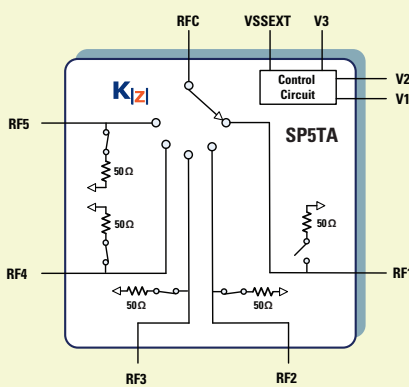 RFC VSSEXT V3
K|z|
Control
Circuit
V2
V1
SP5TA
RF5
50Ω
50Ω
50Ω
RF4
RF1
50Ω
50Ω
RF3
RF2